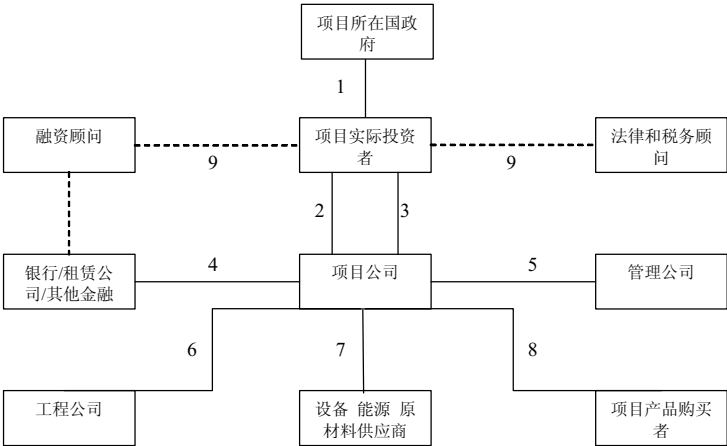 项目所在国政
府
1
融资顾问
项目实际投资
者
法律和税务顾
问
9
9
2
3
银行/租赁公
司/其他金融
4
项目公司
5
管理公司
6
7
8
工程公司
设备 能源 原
材料供应商
项目产品购买
者